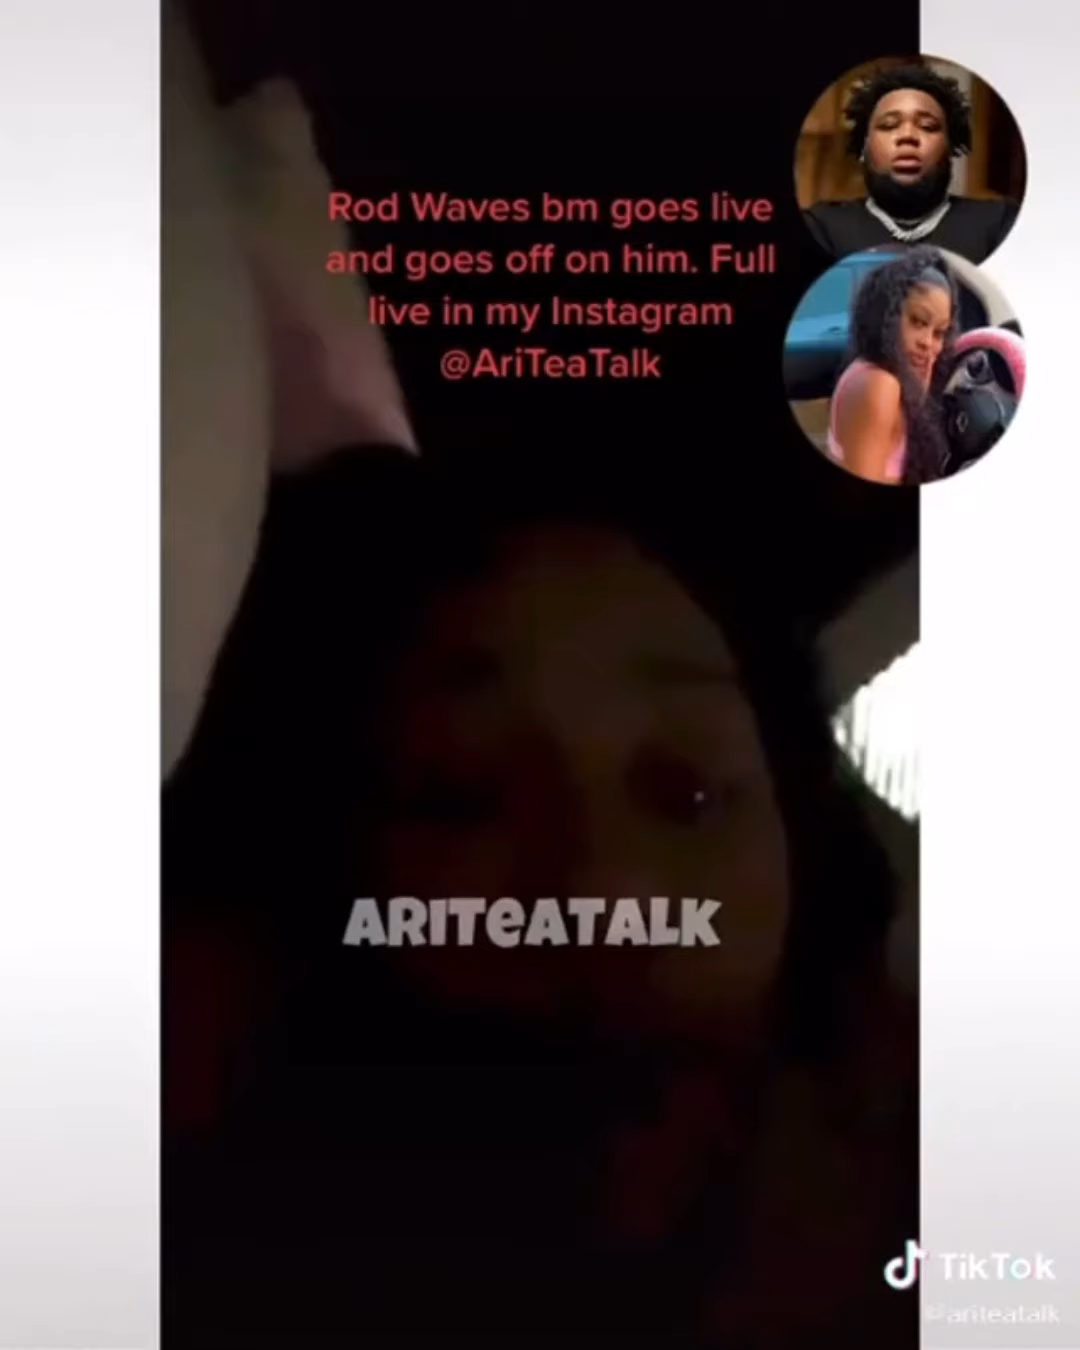 Rod Waves bm goes live
and goes off on him. Full
live in my Instagram
@AriTeaTalk
ARITeATALK
TikTok
@ariteatalk